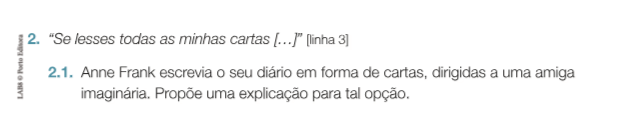 2. “Se lesses todas as minhas cartas […]” [linha 3]
2.1. Anne Frank escrevia o seu diário em forma de cartas, dirigidas a uma amiga
imaginária. Propõe uma explicação para tal opção.
LAB8 © Porto Editora